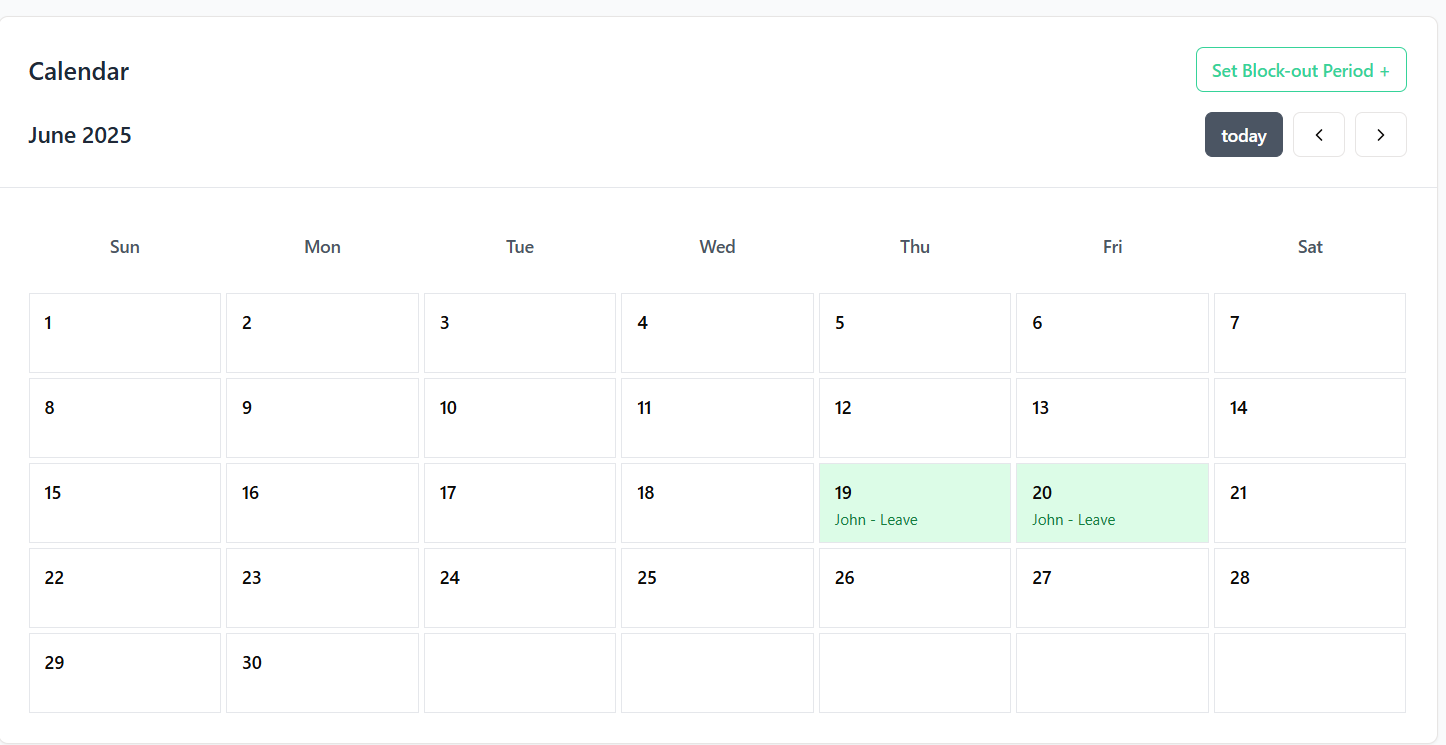 Calendar
Set Block-out Period +
June 2025
today < >
Sun Mon Tue Wed Thu Fri Sat
1 2 3 4 5 6 7
8 9 10 11 12 13 14
15 16 17 18 19 20 21
John - Leave John - Leave
22 23 24 25 26 27 28
29 30